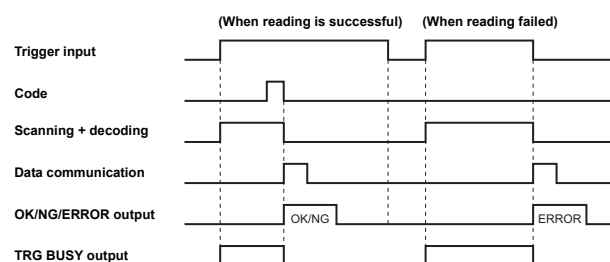 (When reading is successful) (When reading failed)
Trigger input
Code
Scanning + decoding
Data communication
OK/NG/ERROR output
OK/NG
ERROR
TRG BUSY output